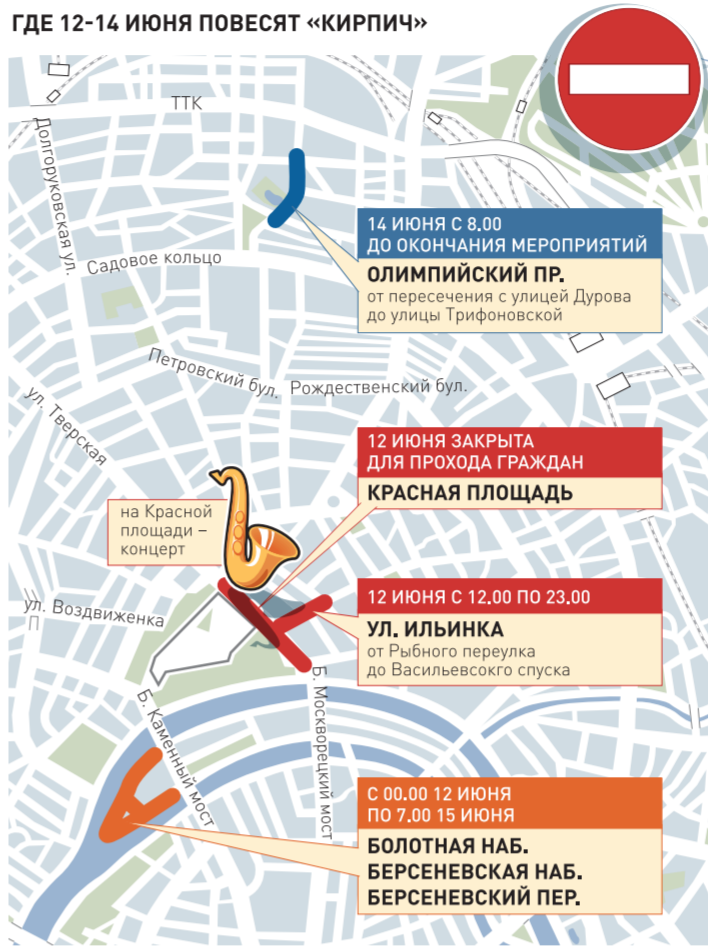 ГДЕ 12-14 ИЮНЯ ПОВЕСЯТ «КИРПИЧ»
ТТК
Долгоруковская ул.
14 ИЮНЯ С 8.00
ДО ОКОНЧАНИЯ МЕРОПРИЯТИЙ
ОЛИМПИЙСКИЙ ПР.
от пересечения с улицей Дурова
до улицы Трифоновской
Садовое кольцо
Петровский бул.
Рождественский бул.
ул. Тверская
12 ИЮНЯ ЗАКРЫТА
ДЛЯ ПРОХОДА ГРАЖДАН
КРАСНАЯ ПЛОЩАДЬ
на Красной
площади –
концерт
12 ИЮНЯ С 12.00 ПО 23.00
УЛ. ИЛЬИНКА
от Рыбного переулка
до Васильевсокго спуска
ул. Воздвиженка
Б. Каменный мост
Б. Москворецкий мост
С 00.00 12 ИЮНЯ
ПО 7.00 15 ИЮНЯ
БОЛОТНАЯ НАБ.
БЕРСЕНЕВСКАЯ НАБ.
БЕРСЕНЕВСКИЙ ПЕР.